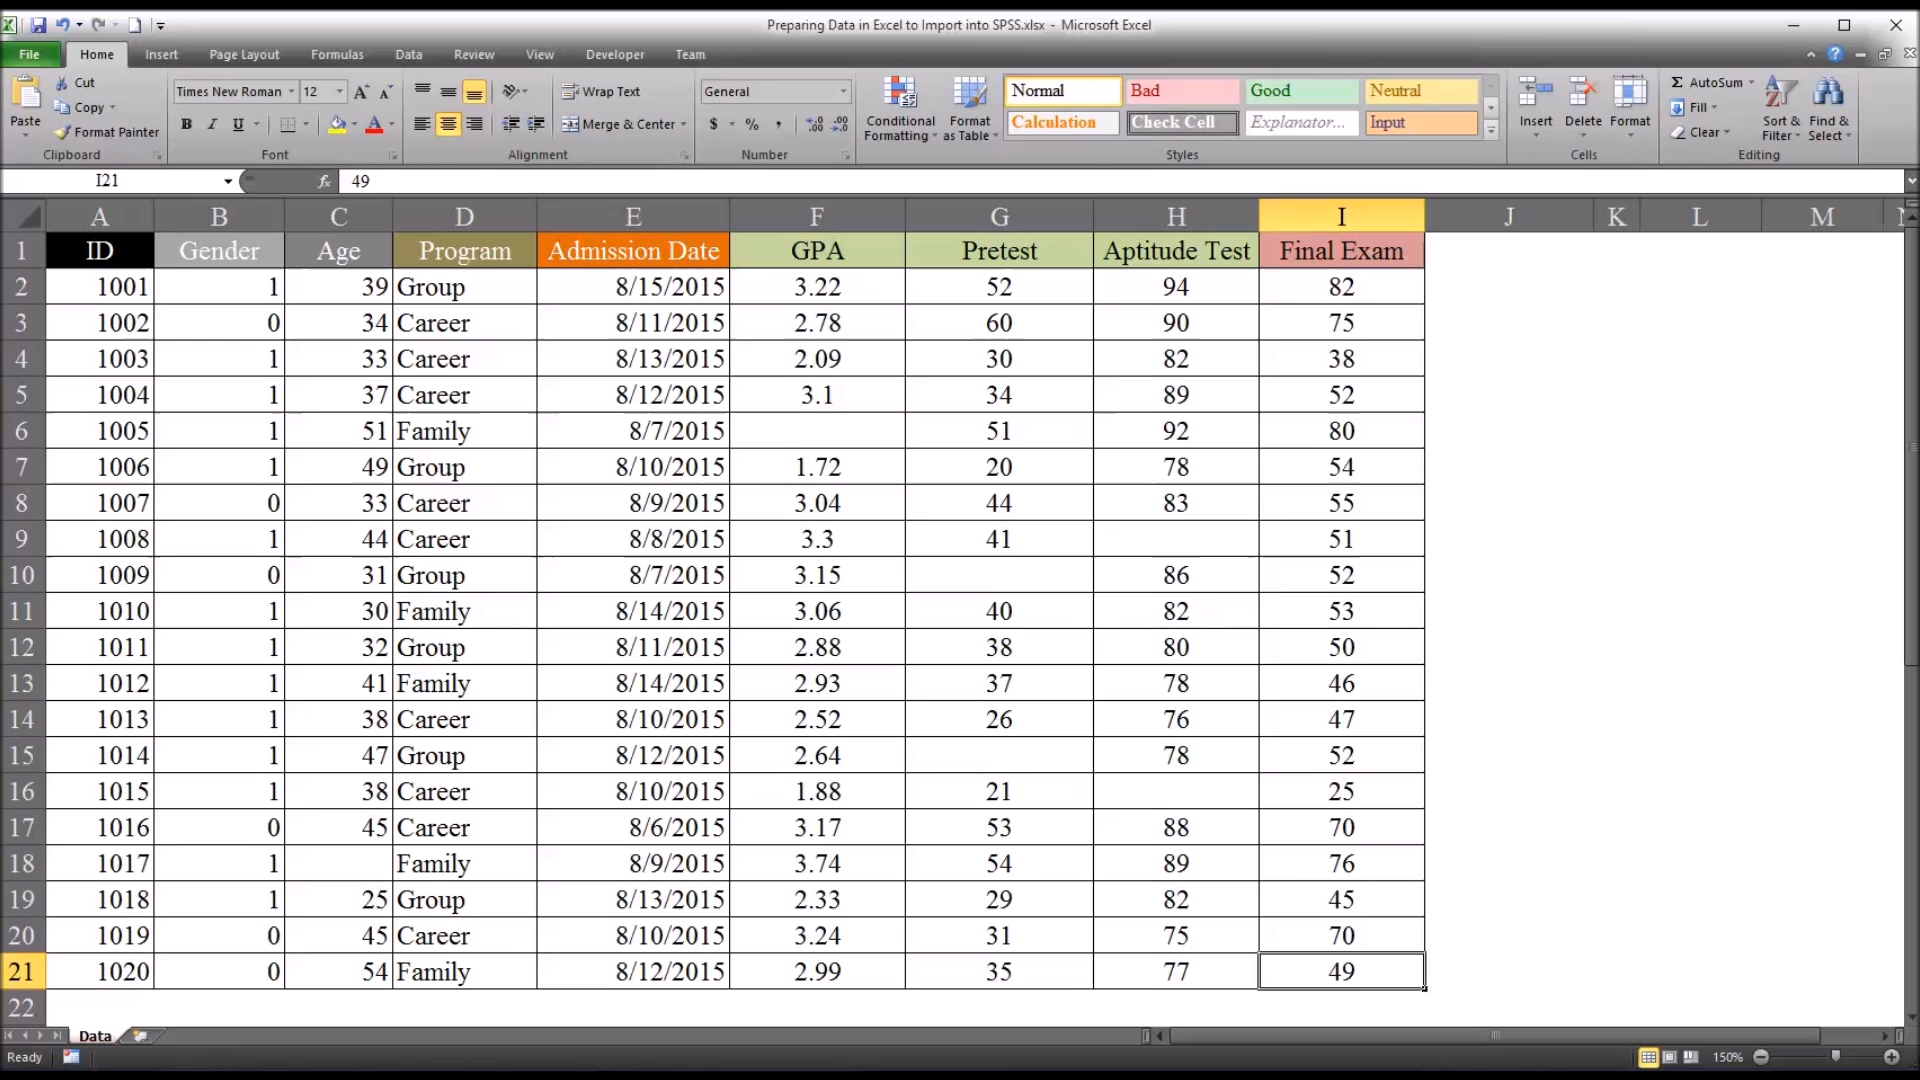 Preparing Data in Excel to Import into SPSS.xlsx - Microsoft Excel
File Home Insert Page Layout Formulas Data Review View Developer Team
Paste Cut Copy Format Painter Clipboard
Times New Roman 12 A A B I U A Font
Wrap Text Merge & Center Alignment
General $ % , .00 Number
Conditional Formatting Format as Table Normal Bad Good Neutral
Calculation Check Cell Explanator... Input Styles
Insert Delete Format Cells
Σ AutoSum Fill Clear Sort & Filter Find & Select Editing
I21 fx 49
A B C D E F G H I J K L M
1 ID Gender Age Program Admission Date GPA Pretest Aptitude Test Final Exam
2 1001 1 39 Group 8/15/2015 3.22 52 94 82
3 1002 0 34 Career 8/11/2015 2.78 60 90 75
4 1003 1 33 Career 8/13/2015 2.09 30 82 38
5 1004 1 37 Career 8/12/2015 3.1 34 89 52
6 1005 1 51 Family 8/7/2015 51 92 80
7 1006 1 49 Group 8/10/2015 1.72 20 78 54
8 1007 0 33 Career 8/9/2015 3.04 44 83 55
9 1008 1 44 Career 8/8/2015 3.3 41 51
10 1009 0 31 Group 8/7/2015 3.15 86 52
11 1010 1 30 Family 8/14/2015 3.06 40 82 53
12 1011 1 32 Group 8/11/2015 2.88 38 80 50
13 1012 1 41 Family 8/14/2015 2.93 37 78 46
14 1013 1 38 Career 8/10/2015 2.52 26 76 47
15 1014 1 47 Group 8/12/2015 2.64 78 52
16 1015 1 38 Career 8/10/2015 1.88 21 25
17 1016 0 45 Career 8/6/2015 3.17 53 88 70
18 1017 1 Family 8/9/2015 3.74 54 89 76
19 1018 1 25 Group 8/13/2015 2.33 29 82 45
20 1019 0 45 Career 8/10/2015 3.24 31 75 70
21 1020 0 54 Family 8/12/2015 2.99 35 77 49
22
Data
Ready 150%